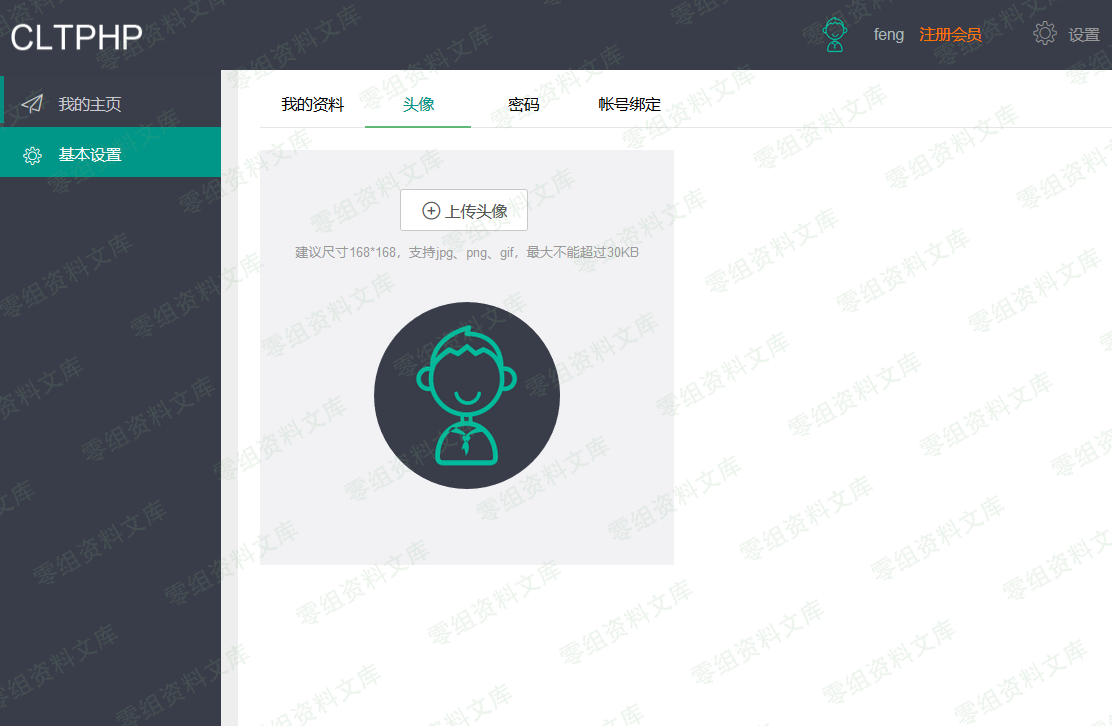 CLTPHP
feng 注册会员 设置
我的主页
基本设置
我的资料 头像 密码 帐号绑定
上传头像
建议尺寸168*168，支持jpg、png、gif，最大不能超过30KB
零组资料文库